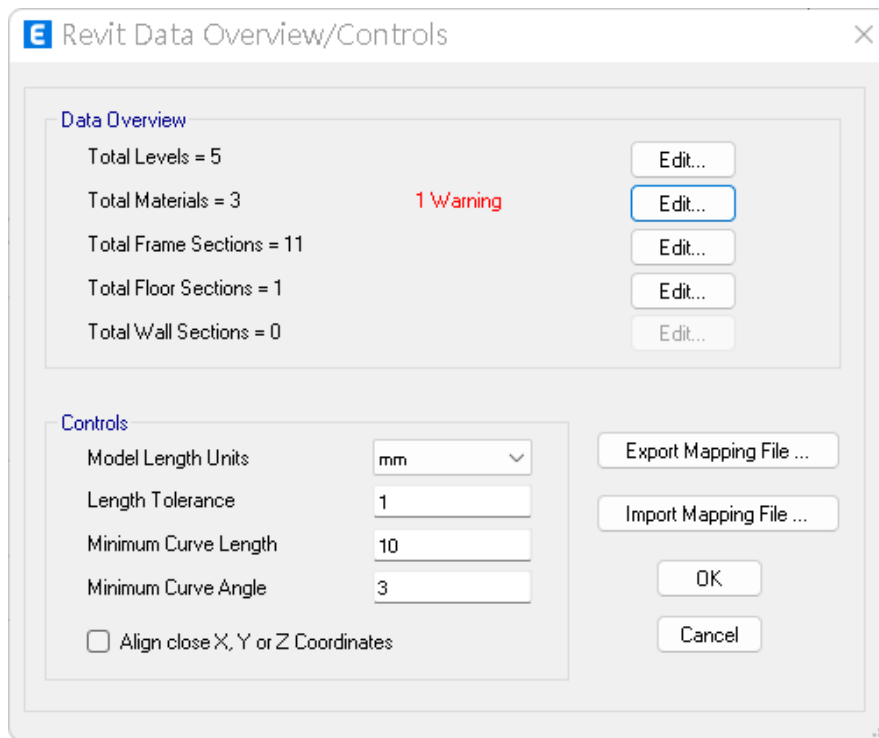 E Revit Data Overview/Controls
Data Overview
Total Levels = 5 Edit...
Total Materials = 3 1 Warning Edit...
Total Frame Sections = 11 Edit...
Total Floor Sections = 1 Edit...
Total Wall Sections = 0 Edit...
Controls
Model Length Units mm
Length Tolerance 1
Minimum Curve Length 10
Minimum Curve Angle 3
Align close X, Y or Z Coordinates
Export Mapping File ...
Import Mapping File ...
OK
Cancel